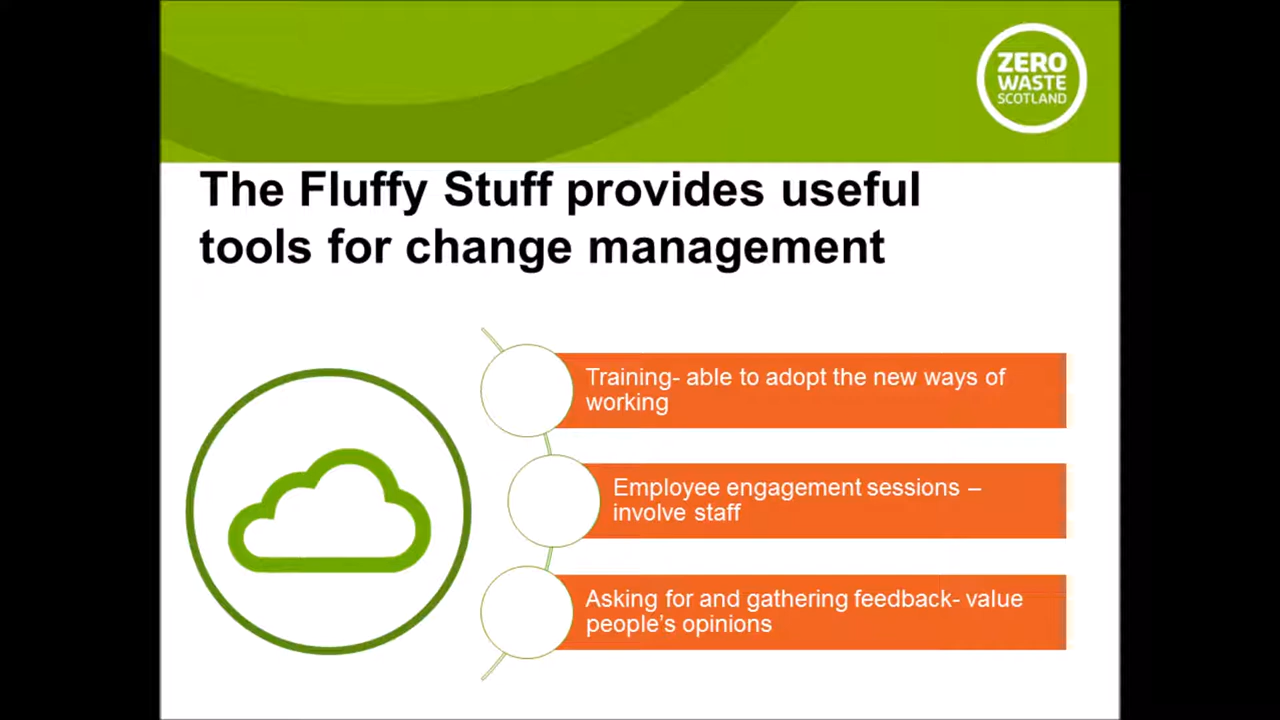 ZERO
WASTE
SCOTLAND
The Fluffy Stuff provides useful
tools for change management
Training- able to adopt the new ways of
working
Employee engagement sessions –
involve staff
Asking for and gathering feedback- value
people’s opinions